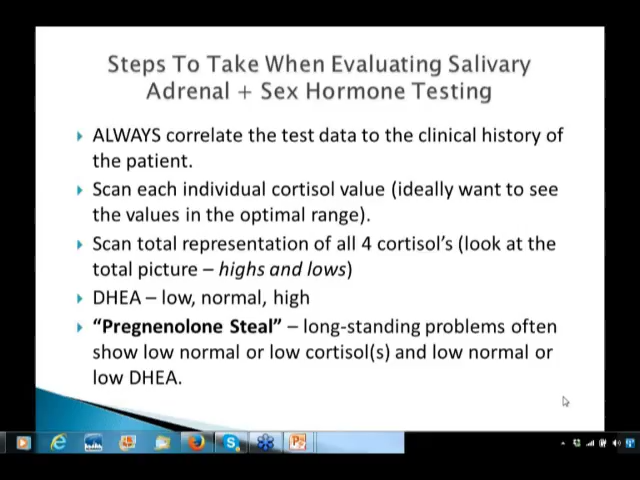 Steps To Take When Evaluating Salivary
Adrenal + Sex Hormone Testing
ALWAYS correlate the test data to the clinical history of
the patient.
Scan each individual cortisol value (ideally want to see
the values in the optimal range).
Scan total representation of all 4 cortisol's (look at the
total picture – highs and lows)
DHEA – low, normal, high
"Pregnenolone Steal" – long-standing problems often
show low normal or low cortisol(s) and low normal or
low DHEA.